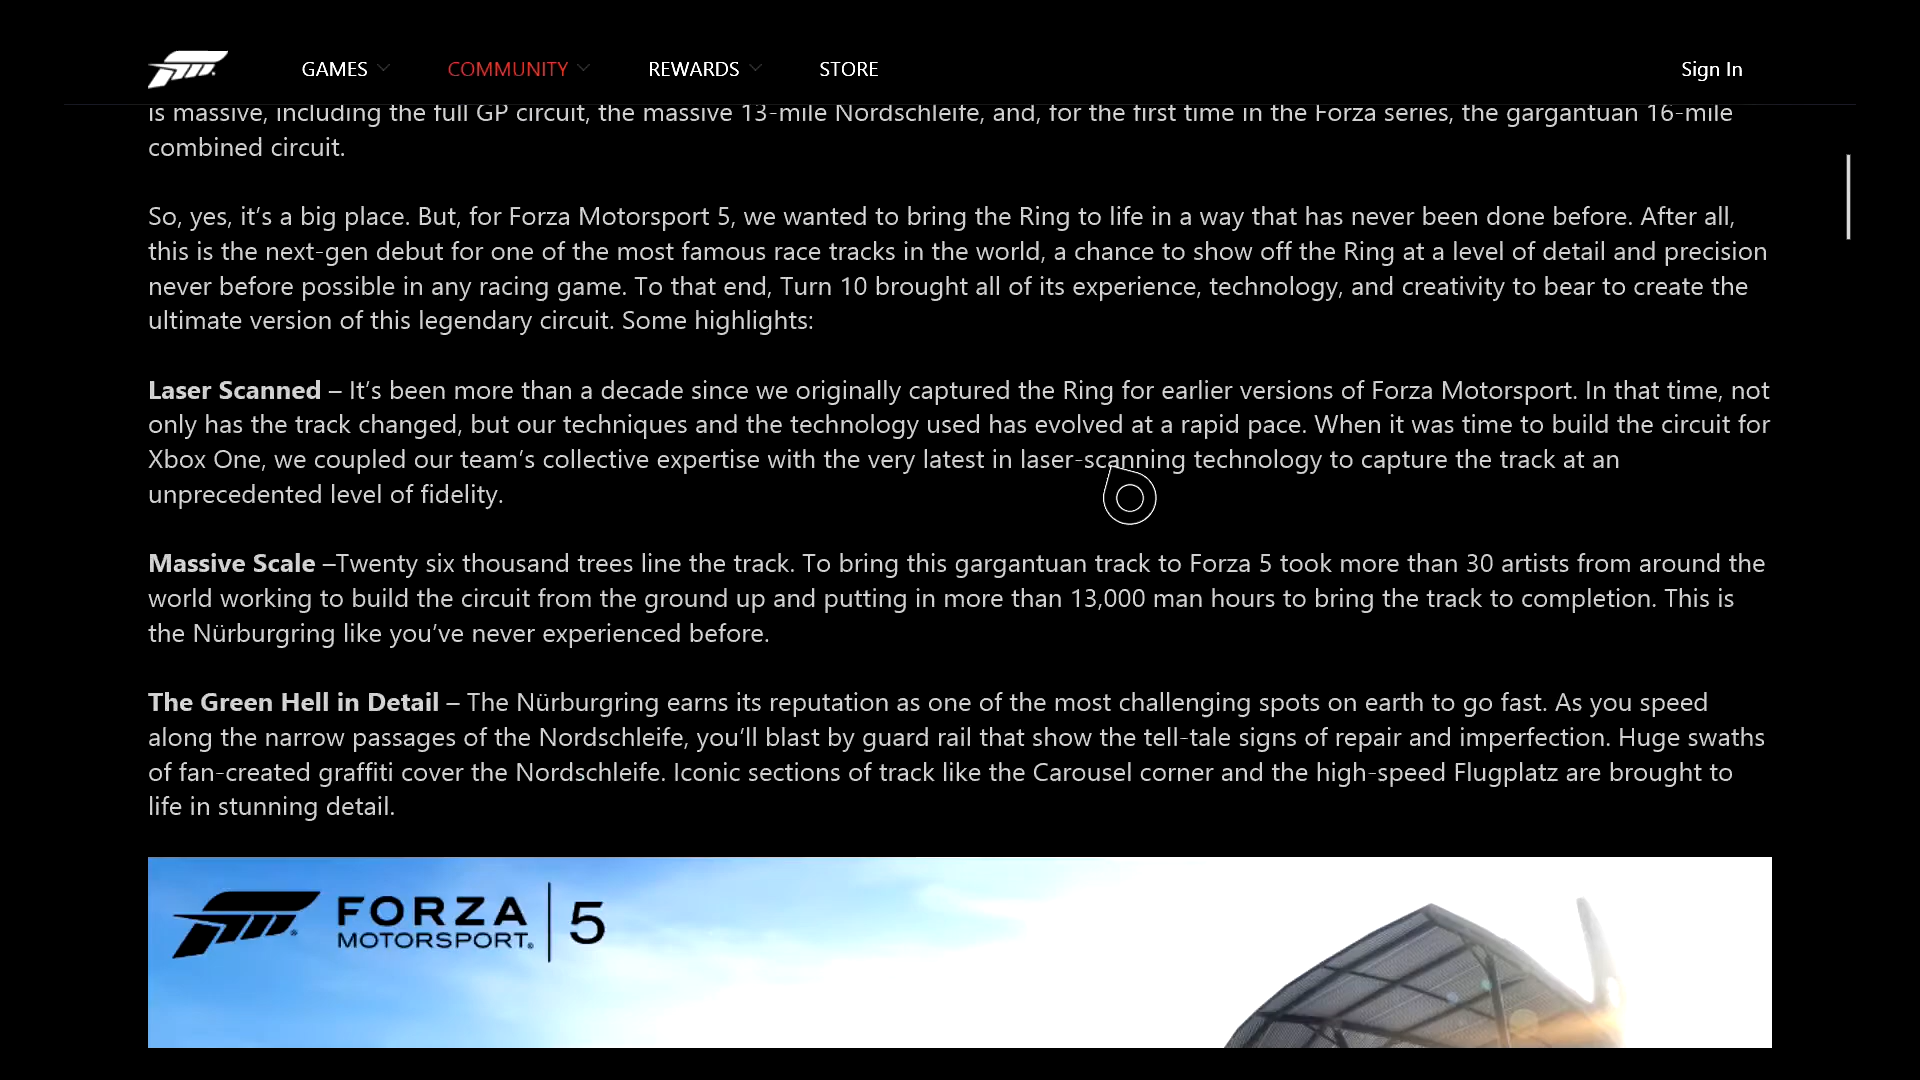 GAMES COMMUNITY REWARDS STORE Sign In
is massive, including the full GP circuit, the massive 13-mile Nordschleife, and, for the first time in the Forza series, the gargantuan 16-mile
combined circuit.
So, yes, it’s a big place. But, for Forza Motorsport 5, we wanted to bring the Ring to life in a way that has never been done before. After all,
this is the next-gen debut for one of the most famous race tracks in the world, a chance to show off the Ring at a level of detail and precision
never before possible in any racing game. To that end, Turn 10 brought all of its experience, technology, and creativity to bear to create the
ultimate version of this legendary circuit. Some highlights:
Laser Scanned – It’s been more than a decade since we originally captured the Ring for earlier versions of Forza Motorsport. In that time, not
only has the track changed, but our techniques and the technology used has evolved at a rapid pace. When it was time to build the circuit for
Xbox One, we coupled our team’s collective expertise with the very latest in laser-scanning technology to capture the track at an
unprecedented level of fidelity.
Massive Scale –Twenty six thousand trees line the track. To bring this gargantuan track to Forza 5 took more than 30 artists from around the
world working to build the circuit from the ground up and putting in more than 13,000 man hours to bring the track to completion. This is
the Nürburgring like you’ve never experienced before.
The Green Hell in Detail – The Nürburgring earns its reputation as one of the most challenging spots on earth to go fast. As you speed
along the narrow passages of the Nordschleife, you’ll blast by guard rail that show the tell-tale signs of repair and imperfection. Huge swaths
of fan-created graffiti cover the Nordschleife. Iconic sections of track like the Carousel corner and the high-speed Flugplatz are brought to
life in stunning detail.
FORZA
MOTORSPORT® 5